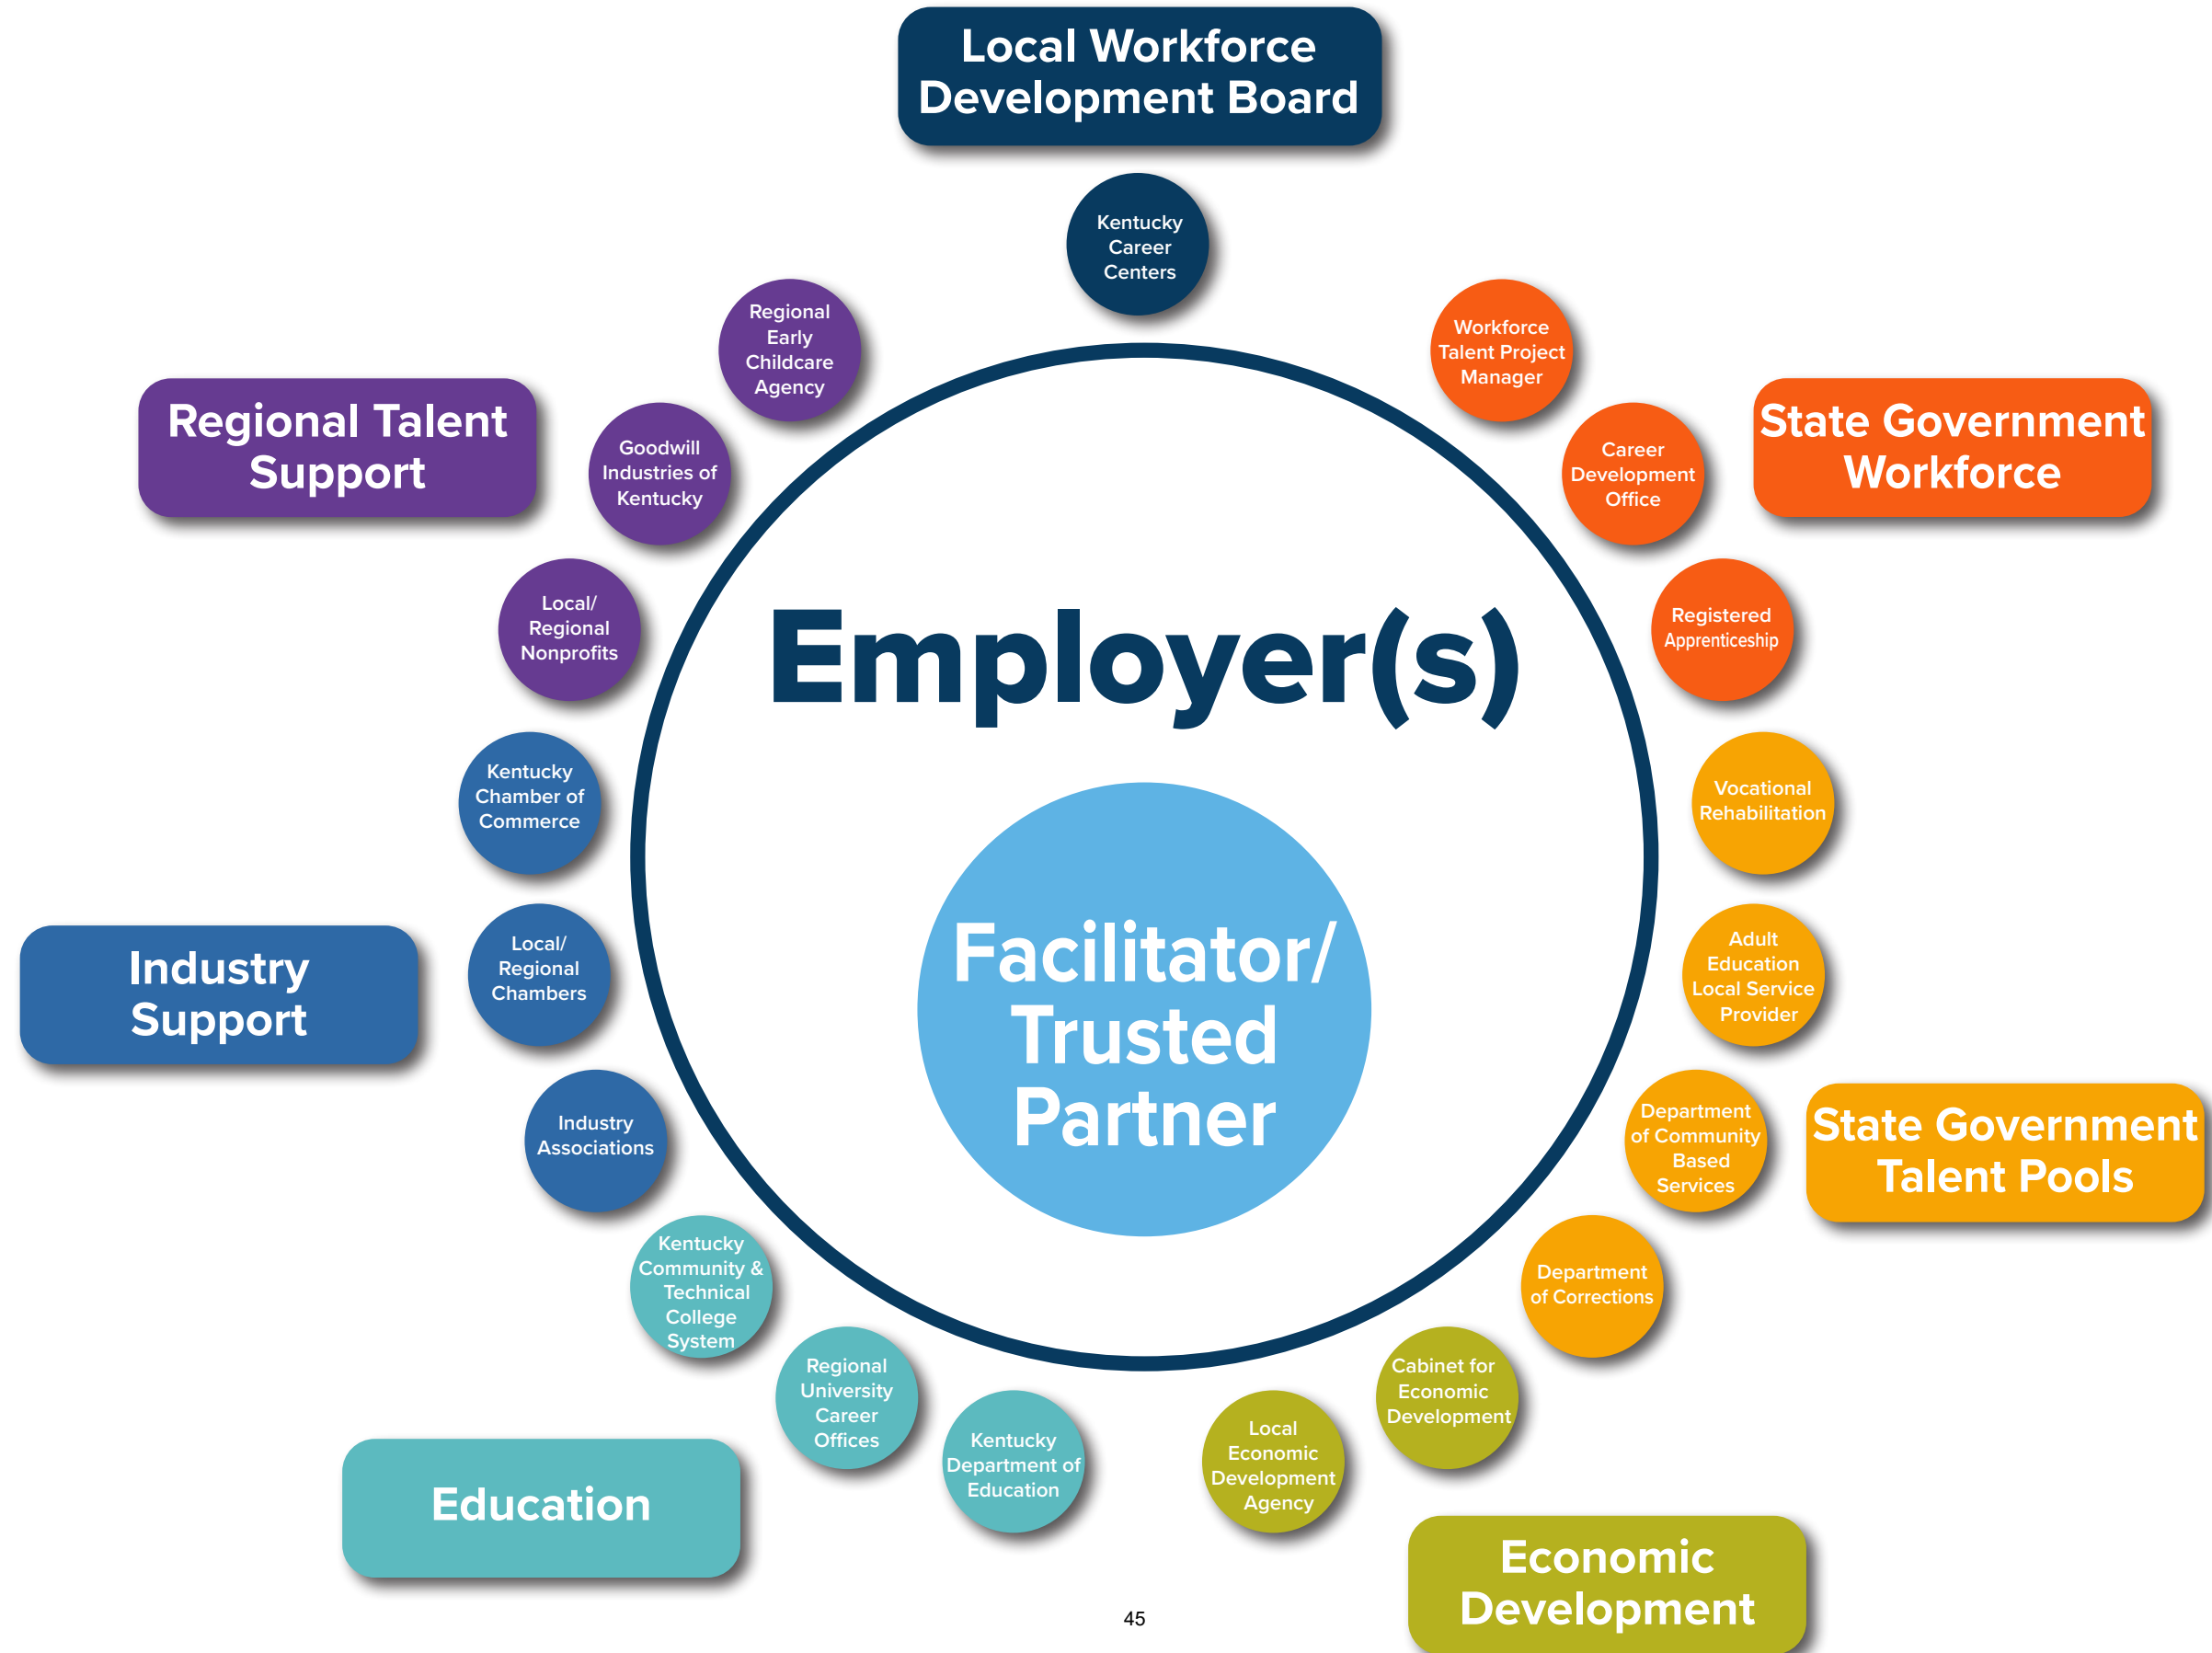 Local Workforce
Development Board
Kentucky
Career
Centers
Regional
Early
Childcare
Agency
Workforce
Talent Project
Manager
Regional Talent
Support
Goodwill
Industries of
Kentucky
Career
Development
Office
State Government
Workforce
Local/
Regional
Nonprofits
Registered
Apprenticeship
Employer(s)
Kentucky
Chamber of
Commerce
Vocational
Rehabilitation
Facilitator/
Trusted
Partner
Industry
Support
Local/
Regional
Chambers
Adult
Education
Local Service
Provider
Industry
Associations
Department
of Community
Based
Services
State Government
Talent Pools
Kentucky
Community &
Technical
College
System
Department
of Corrections
Regional
University
Career
Offices
Cabinet for
Economic
Development
Kentucky
Department of
Education
Local
Economic
Development
Agency
Education
Economic
Development
45